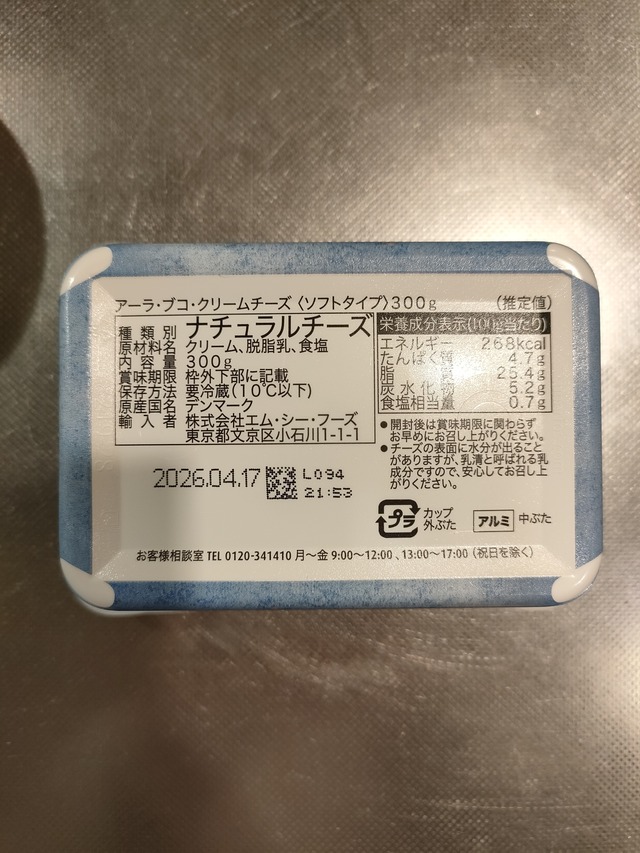 アーラ・ブコ・クリームチーズ〈ソフトタイプ〉300g (推定値)
種類別 ナチュラルチーズ
原材料名 クリーム、脱脂乳、食塩
内容量 300g
賞味期限 枠外下部に記載
保存方法 要冷蔵(10℃以下)
原産国名 デンマーク
輸入者 株式会社エム・シー・フーズ
東京都文京区小石川1-1-1
栄養成分表示(100g当たり)
エネルギー 268kcal
たんぱく質 4.7g
脂質 25.4g
炭水化物 5.2g
食塩相当量 0.7g
●開封後は賞味期限に関わらず
お早めにお召し上がりください。
●チーズの表面に水分が出ること
がありますが、乳清と呼ばれる乳
成分ですので、安心してお召し上
がりください。
2026.04.17 L094
21:53
プラ カップ
外ぶた
アルミ 中ぶた
お客様相談室 TEL 0120-341410 月〜金 9:00〜12:00、13:00〜17:00(祝日を除く)